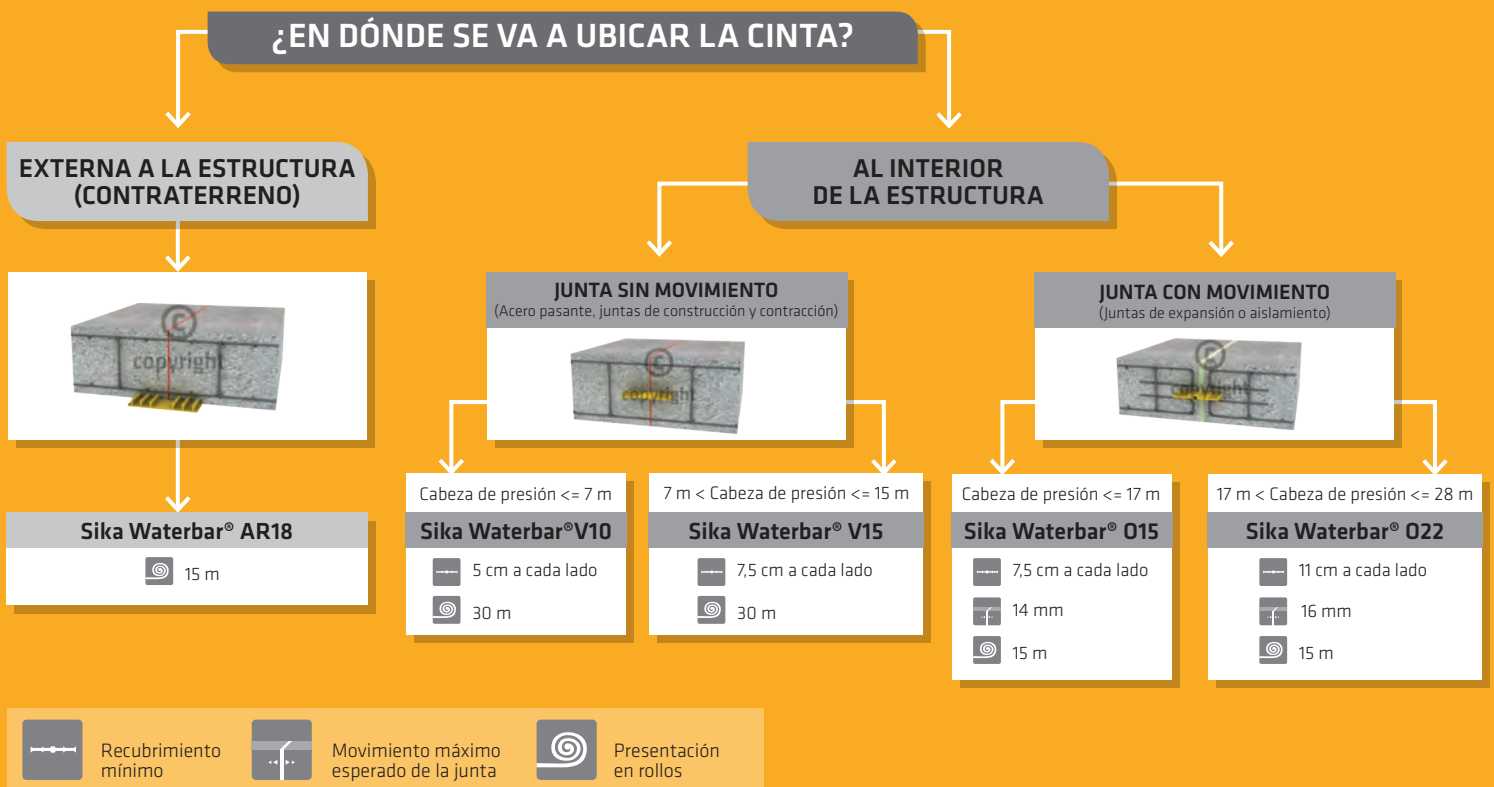 ¿EN DÓNDE SE VA A UBICAR LA CINTA?
EXTERNA A LA ESTRUCTURA
(CONTRATERRENO)
copyright
Sika Waterbar® AR18
15 m
AL INTERIOR
DE LA ESTRUCTURA
JUNTA SIN MOVIMIENTO
(Acero pasante, juntas de construcción y contracción)
copyright
Cabeza de presión <= 7 m
Sika Waterbar®V10
5 cm a cada lado
30 m
7 m < Cabeza de presión <= 15 m
Sika Waterbar® V15
7,5 cm a cada lado
30 m
JUNTA CON MOVIMIENTO
(Juntas de expansión o aislamiento)
copyright
Cabeza de presión <= 17 m
Sika Waterbar® O15
7,5 cm a cada lado
14 mm
15 m
17 m < Cabeza de presión <= 28 m
Sika Waterbar® O22
11 cm a cada lado
16 mm
15 m
Recubrimiento
mínimo
Movimiento máximo
esperado de la junta
Presentación
en rollos